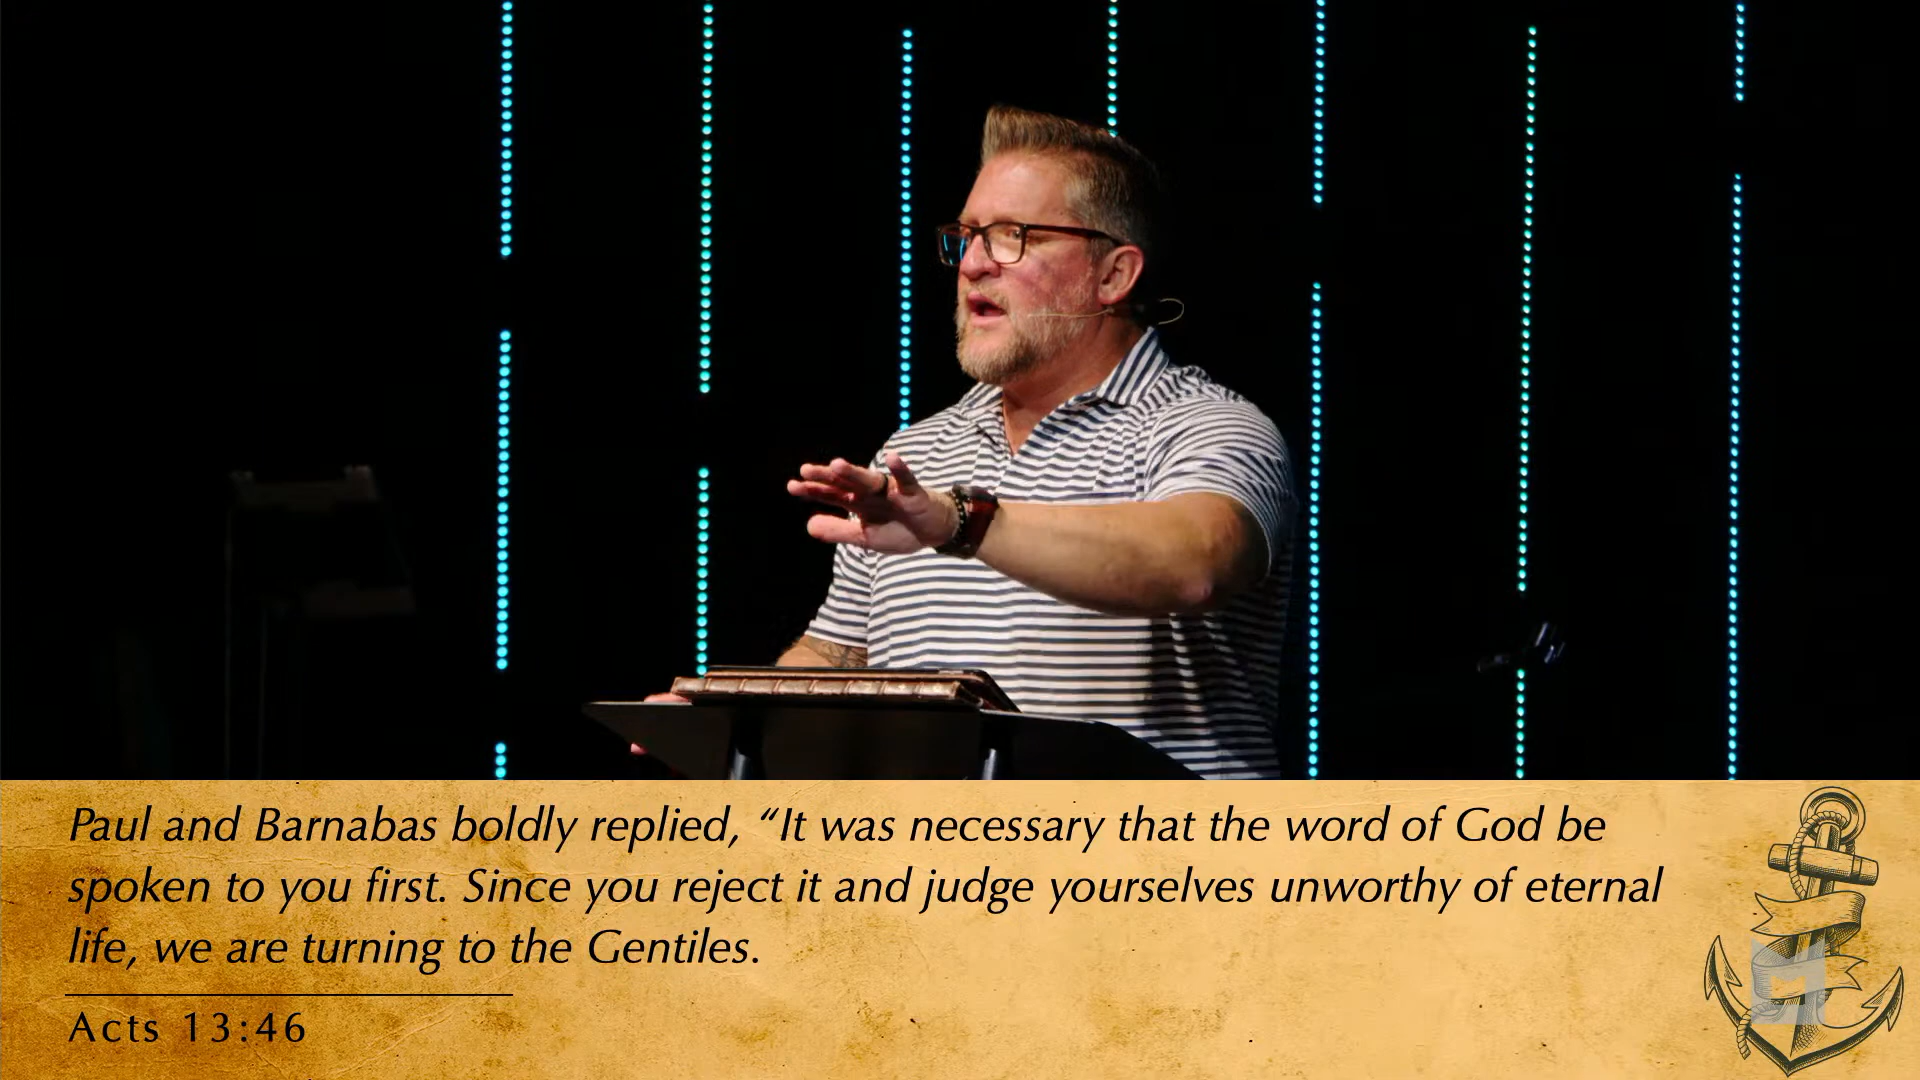 Paul and Barnabas boldly replied, “It was necessary that the word of God be
spoken to you first. Since you reject it and judge yourselves unworthy of eternal
life, we are turning to the Gentiles.
Acts 13:46